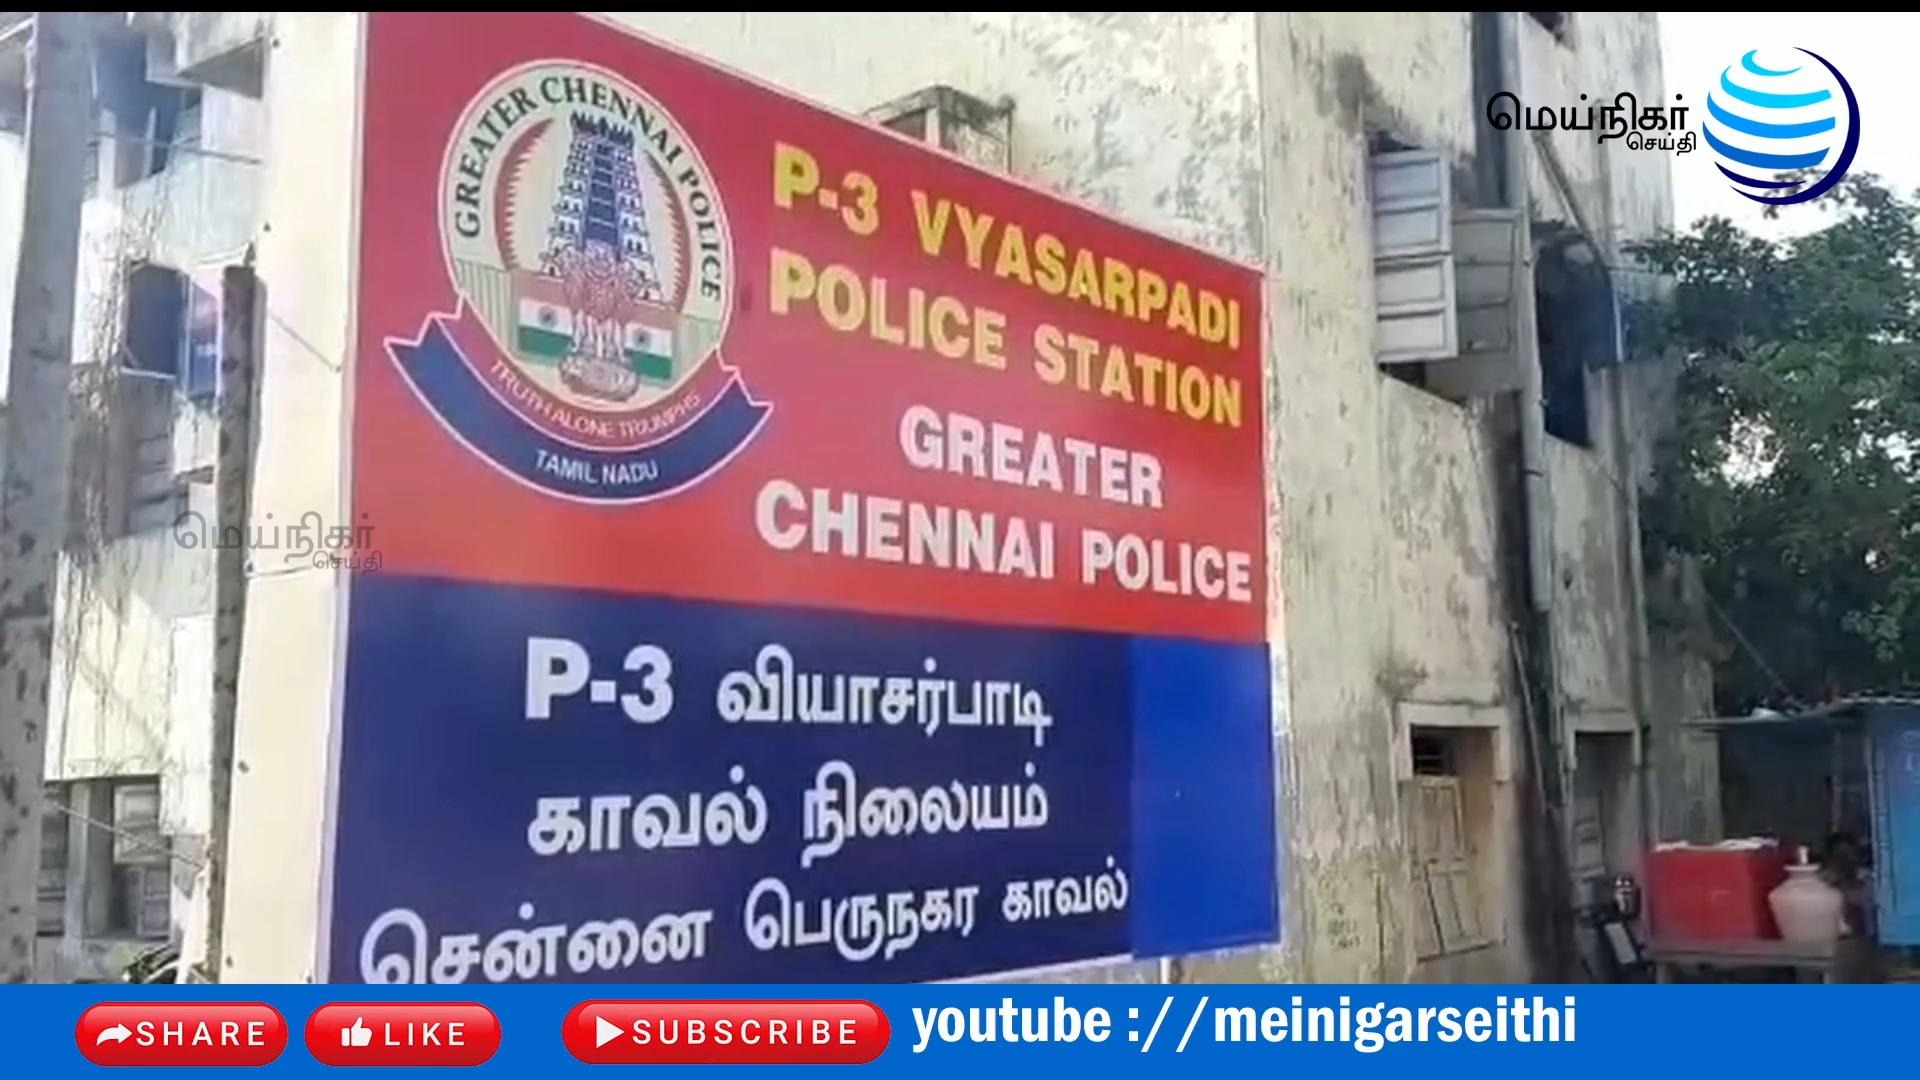 மெய்நிகர்
செய்தி
GREATER CHENNAI POLICE
TRUTH ALONE TRIUMPHS
TAMIL NADU
P-3 VYASARPADI
POLICE STATION
GREATER
CHENNAI POLICE
மெய்நிகர்
செய்தி
P-3 வியாசர்பாடி
காவல் நிலையம்
சென்னை பெருநகர காவல்
SHARE
LIKE
SUBSCRIBE
youtube ://meinigarseithi